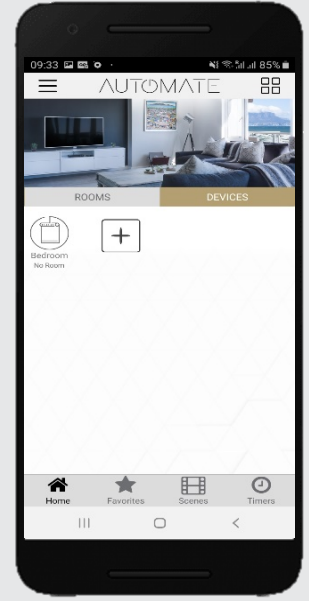 09:33
85%
AUTOMATE
ROOMS
DEVICES
Bedroom
No Room
Home
Favorites
Scenes
Timers